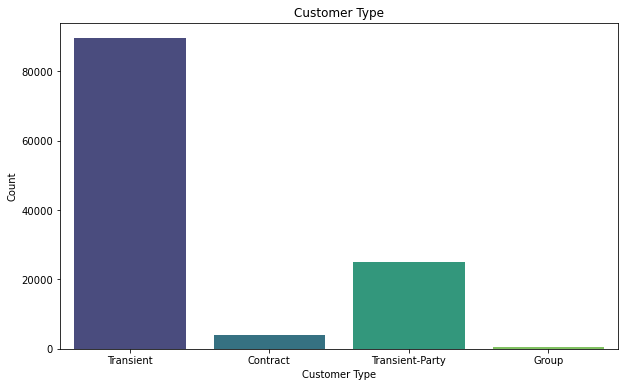 Customer Type
80000
60000
40000
20000
0
Count
Transient Contract Transient-Party Group
Customer Type